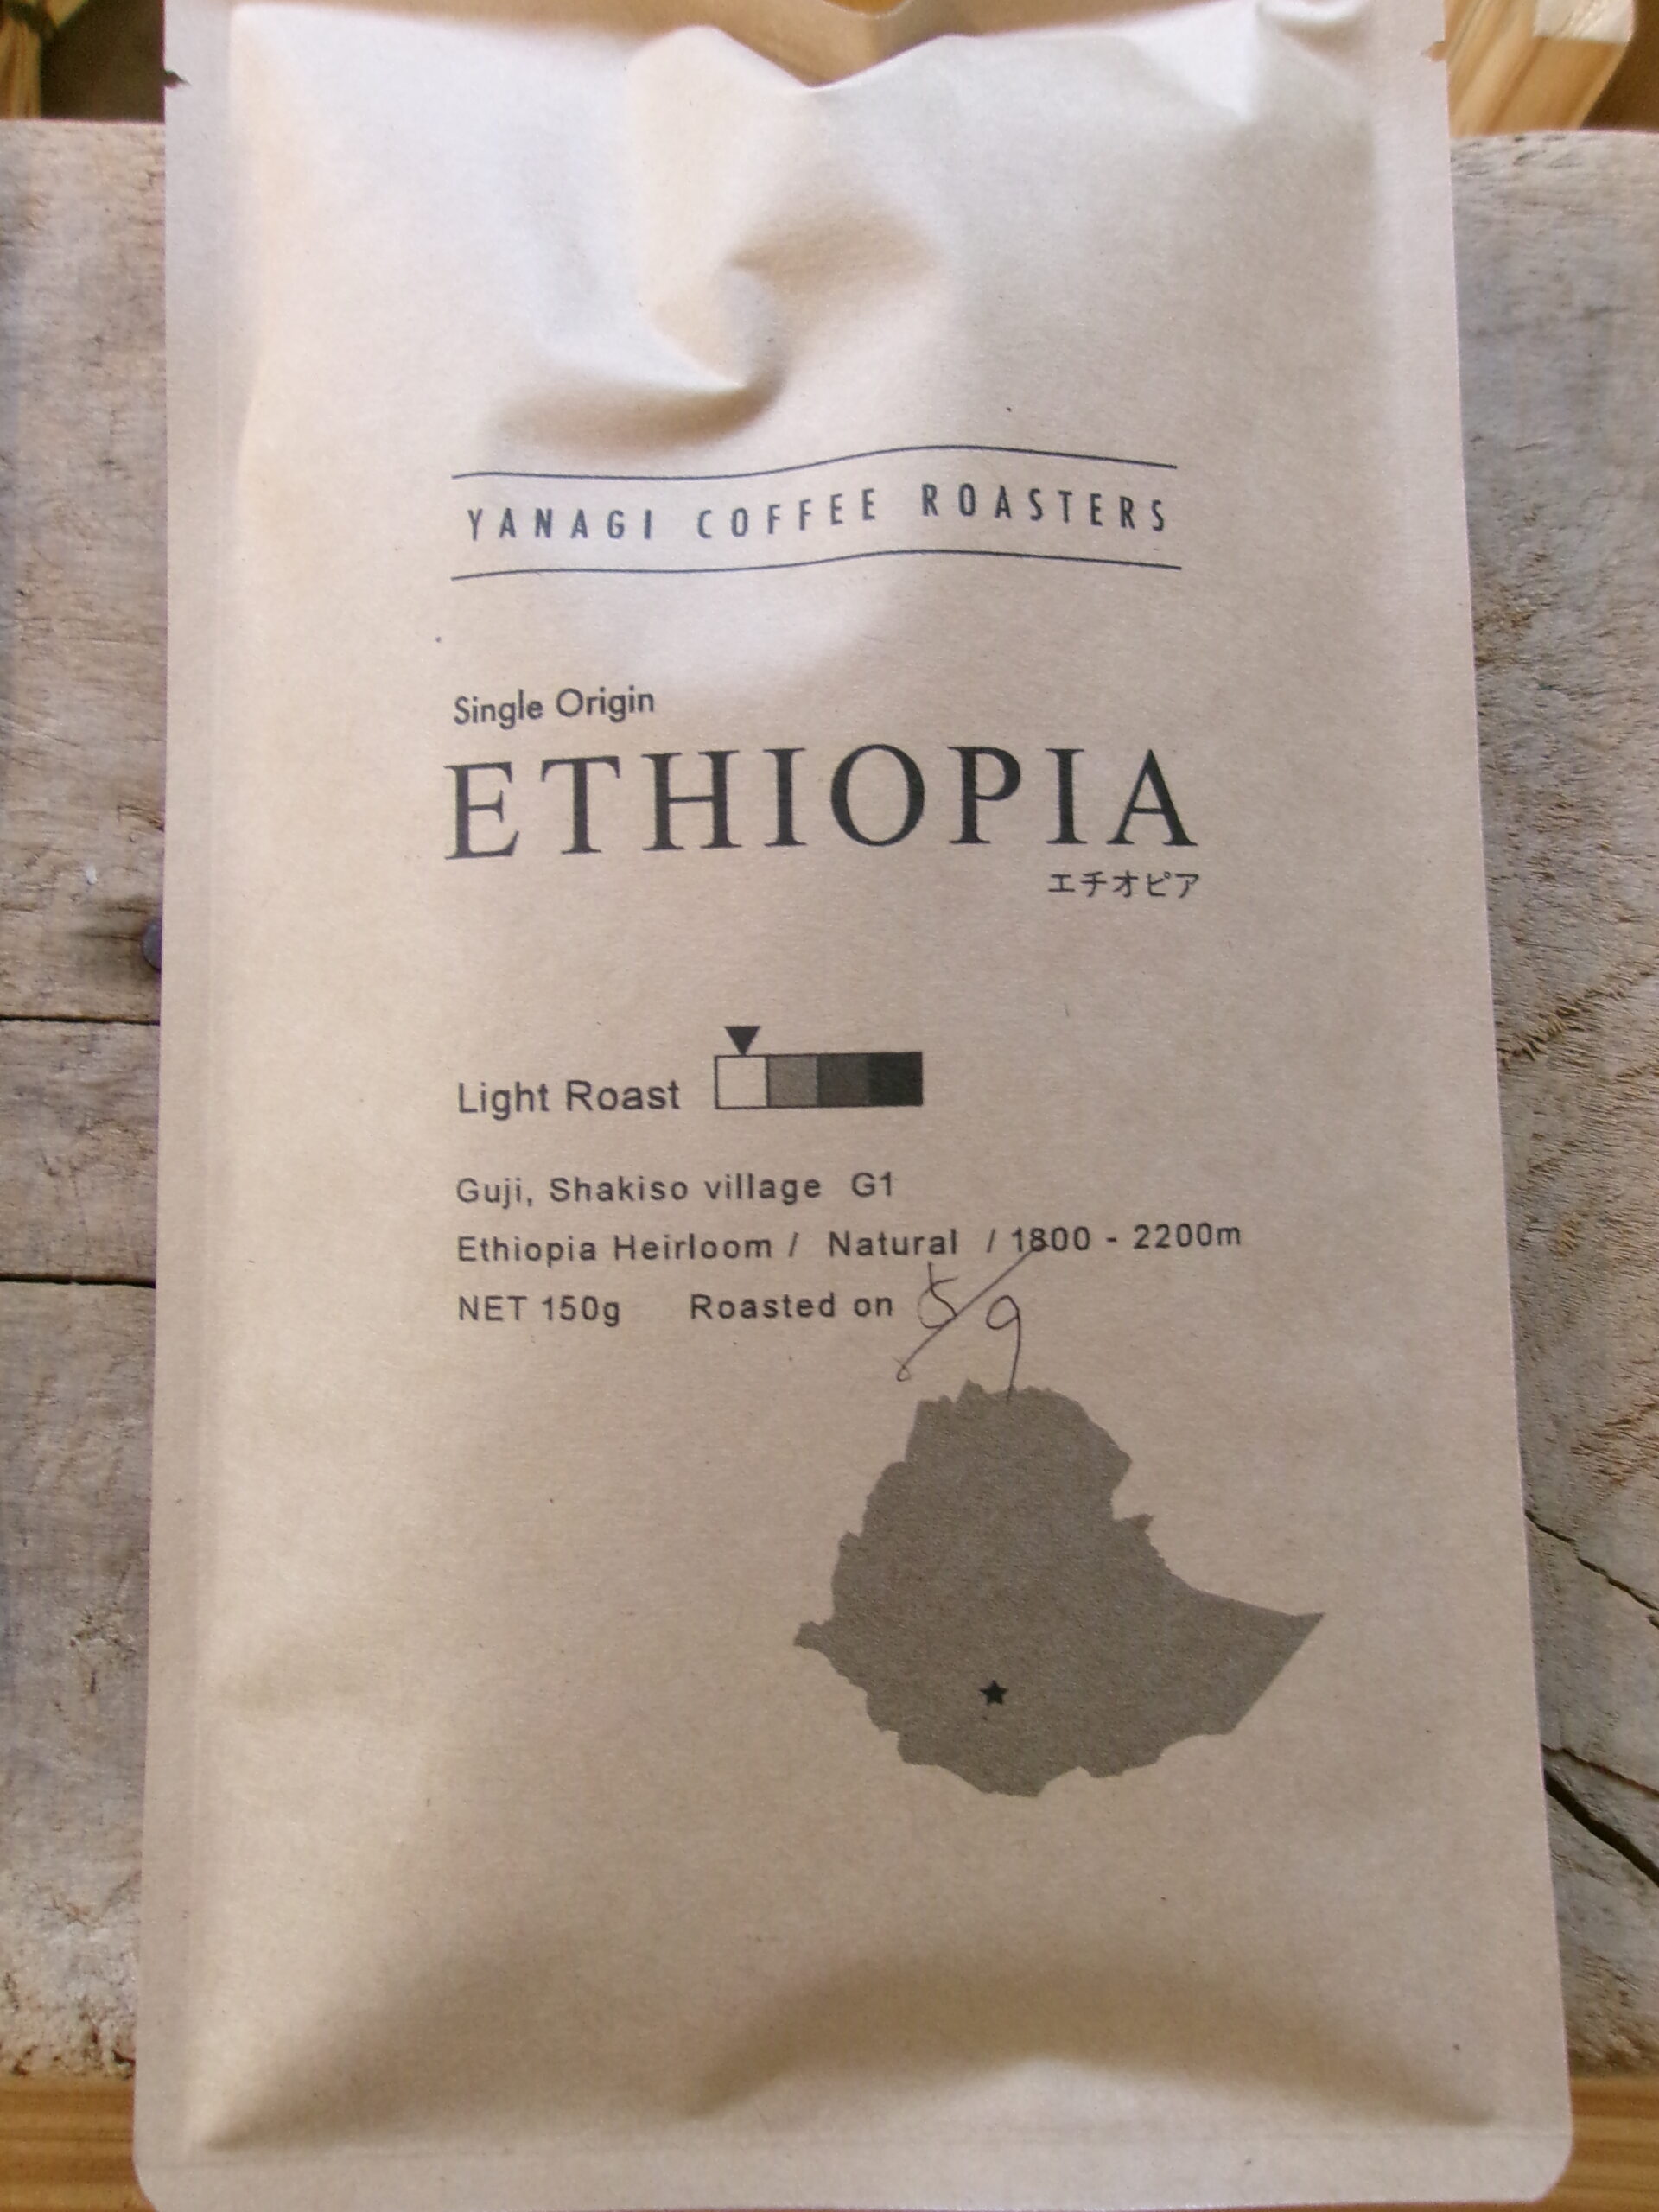 YANAGI COFFEE ROASTERS
Single Origin
ETHIOPIA
エチオピア
Light Roast
Guji, Shakiso village G1
Ethiopia Heirloom / Natural / 1800 - 2200m
NET 150g Roasted on 5/9